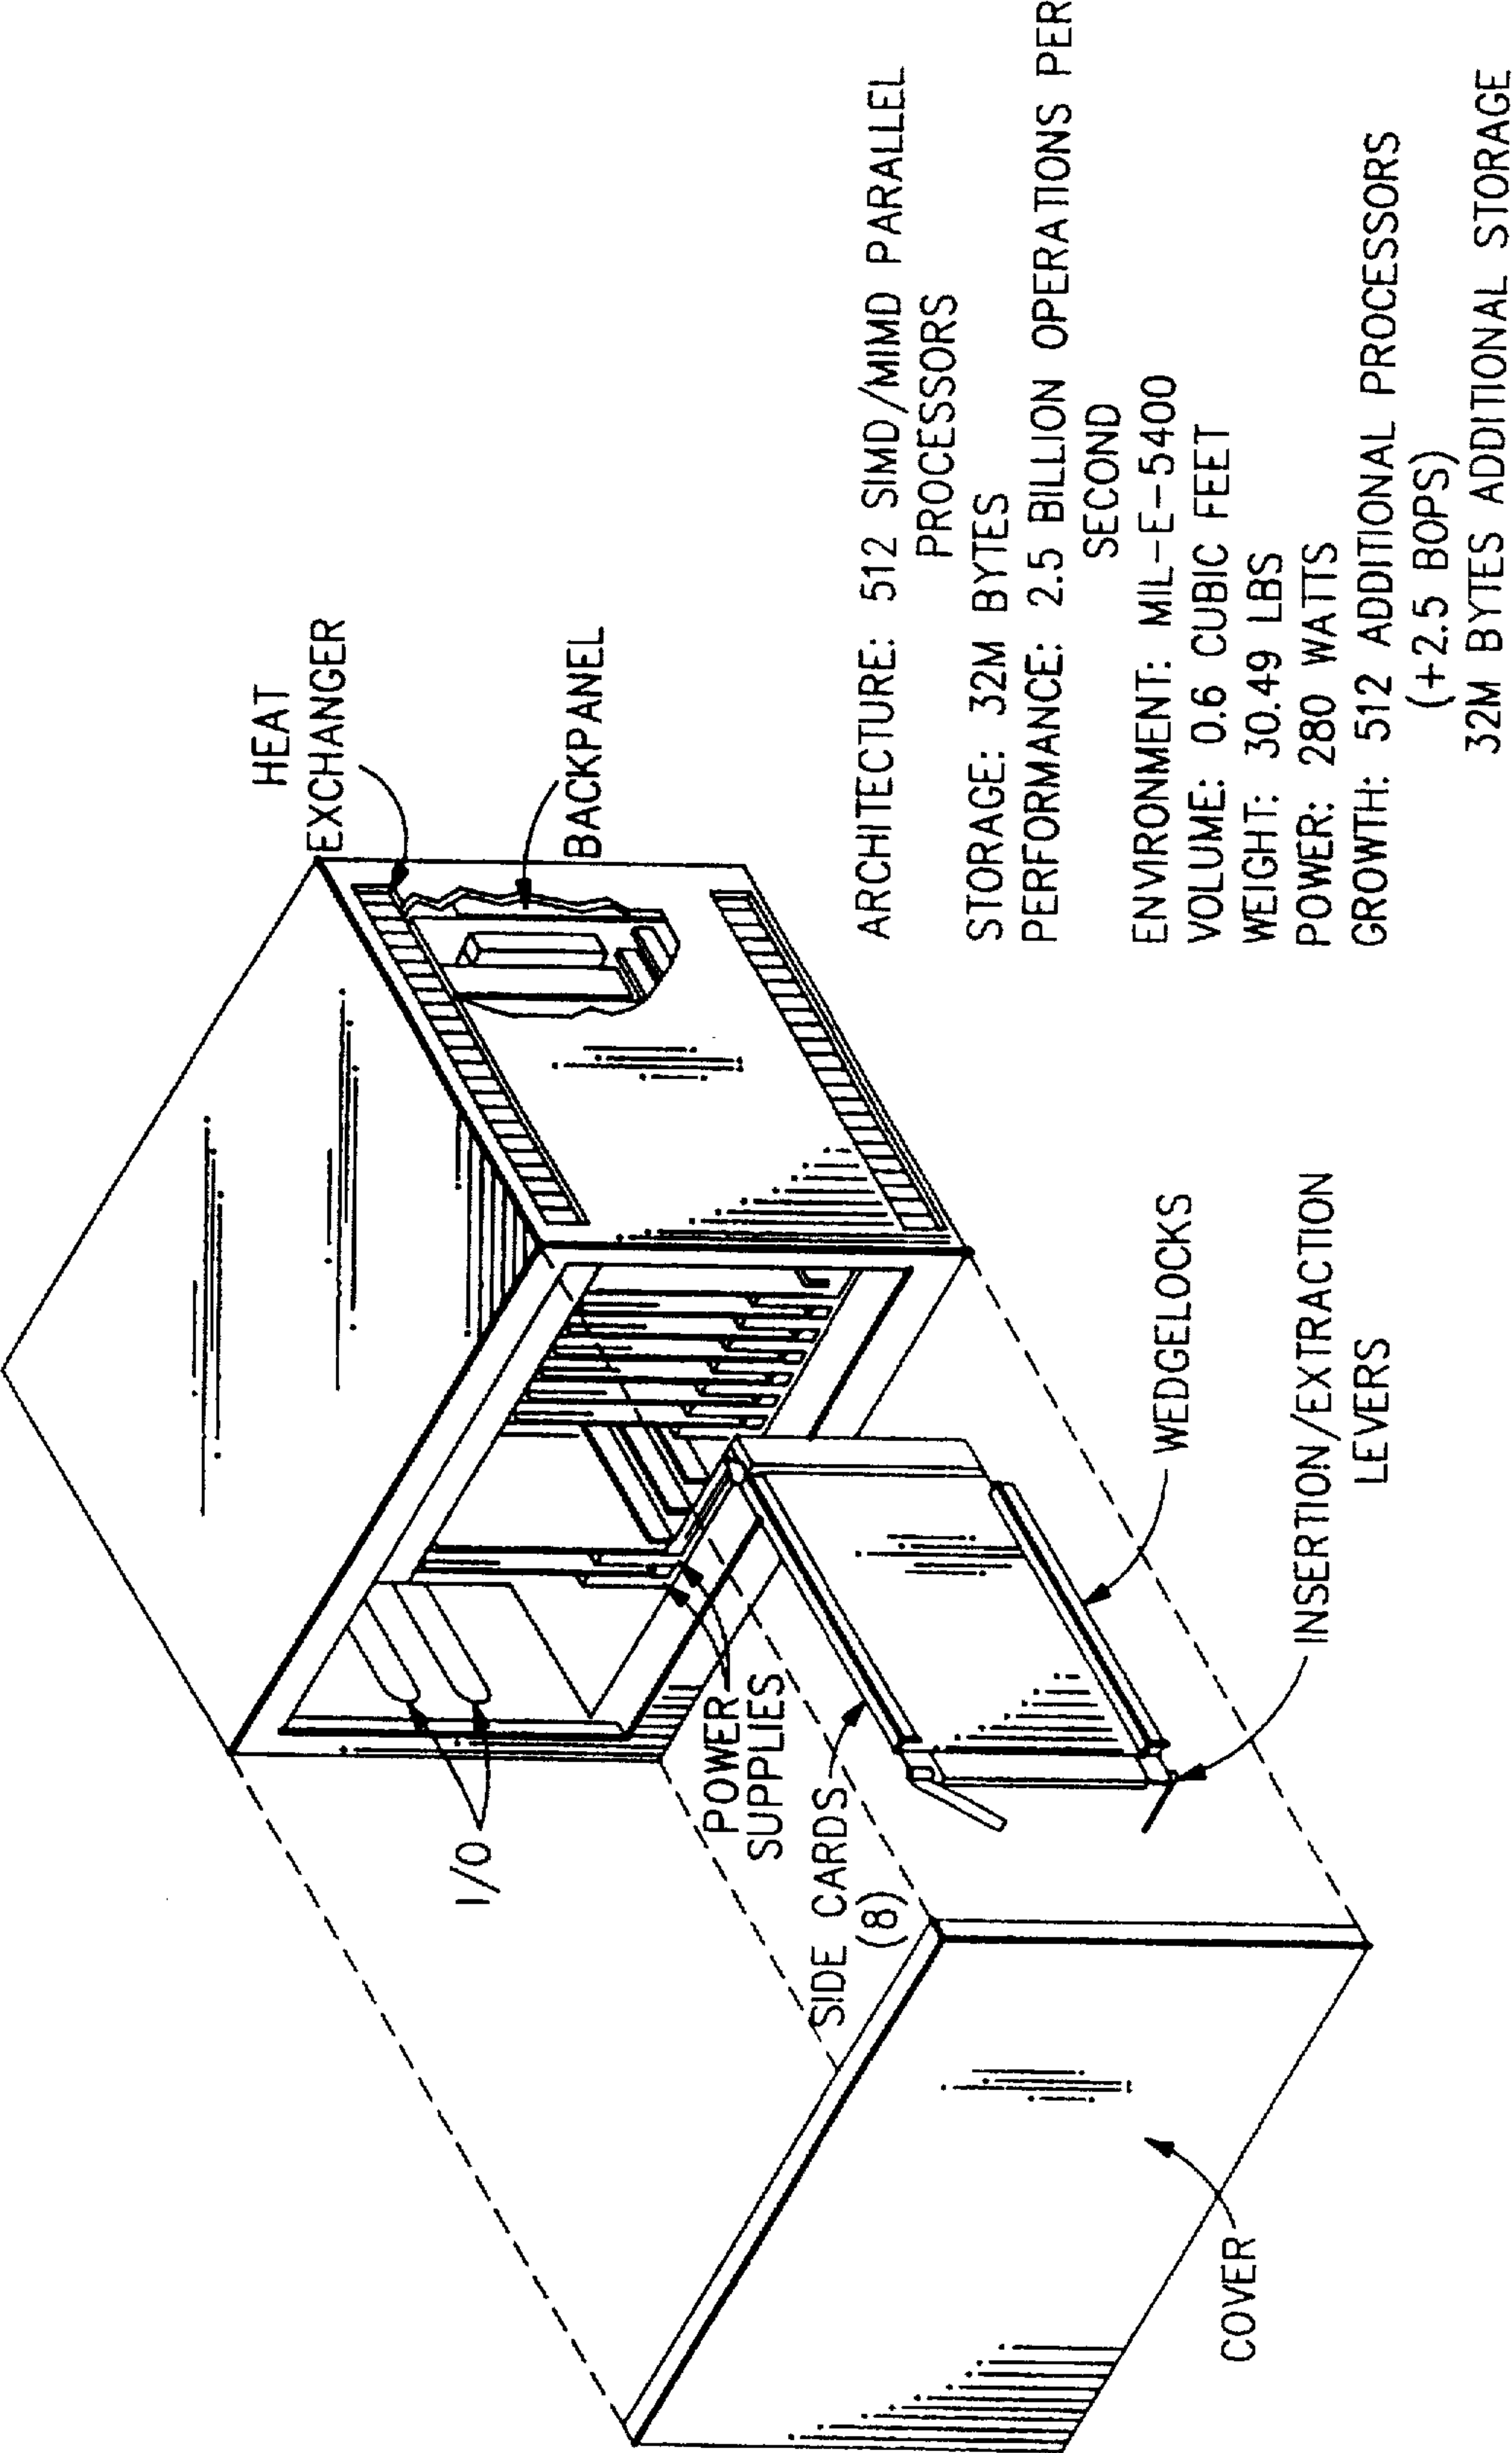 HEAT
EXCHANGER
BACKPANEL
I/O
POWER
SUPPLIES
SIDE CARDS
(8)
WEDGELOCKS
INSERTION/EXTRACTION
LEVERS
COVER
ARCHITECTURE: 512 SIMD/MIMD PARALLEL
PROCESSORS
STORAGE: 32M BYTES
PERFORMANCE: 2.5 BILLION OPERATIONS PER
SECOND
ENVIRONMENT: MIL-E-5400
VOLUME: 0.6 CUBIC FEET
WEIGHT: 30.49 LBS
POWER: 280 WATTS
GROWTH: 512 ADDITIONAL PROCESSORS
(+2.5 BOPS)
32M BYTES ADDITIONAL STORAGE